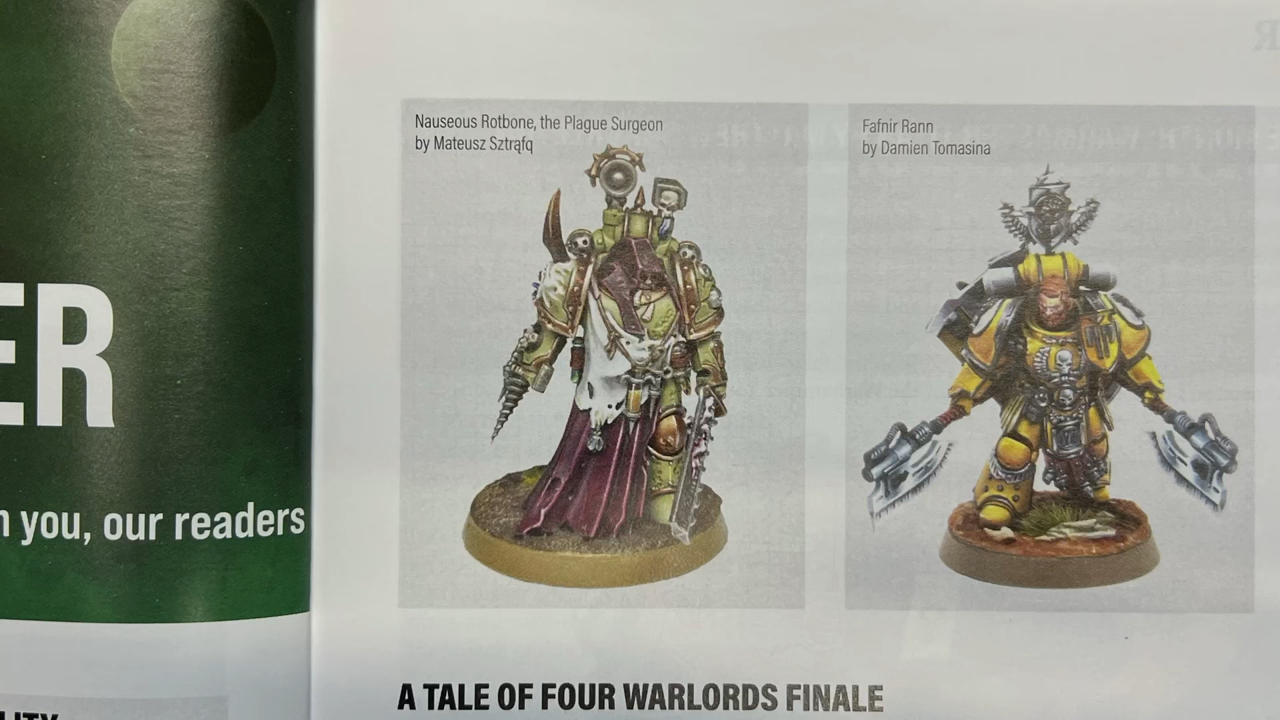 ER
n you, our readers
LITY
Nauseous Rotbone, the Plague Surgeon
by Mateusz Sztrąfq
Fafnir Rann
by Damien Tomasina
A TALE OF FOUR WARLORDS FINALE